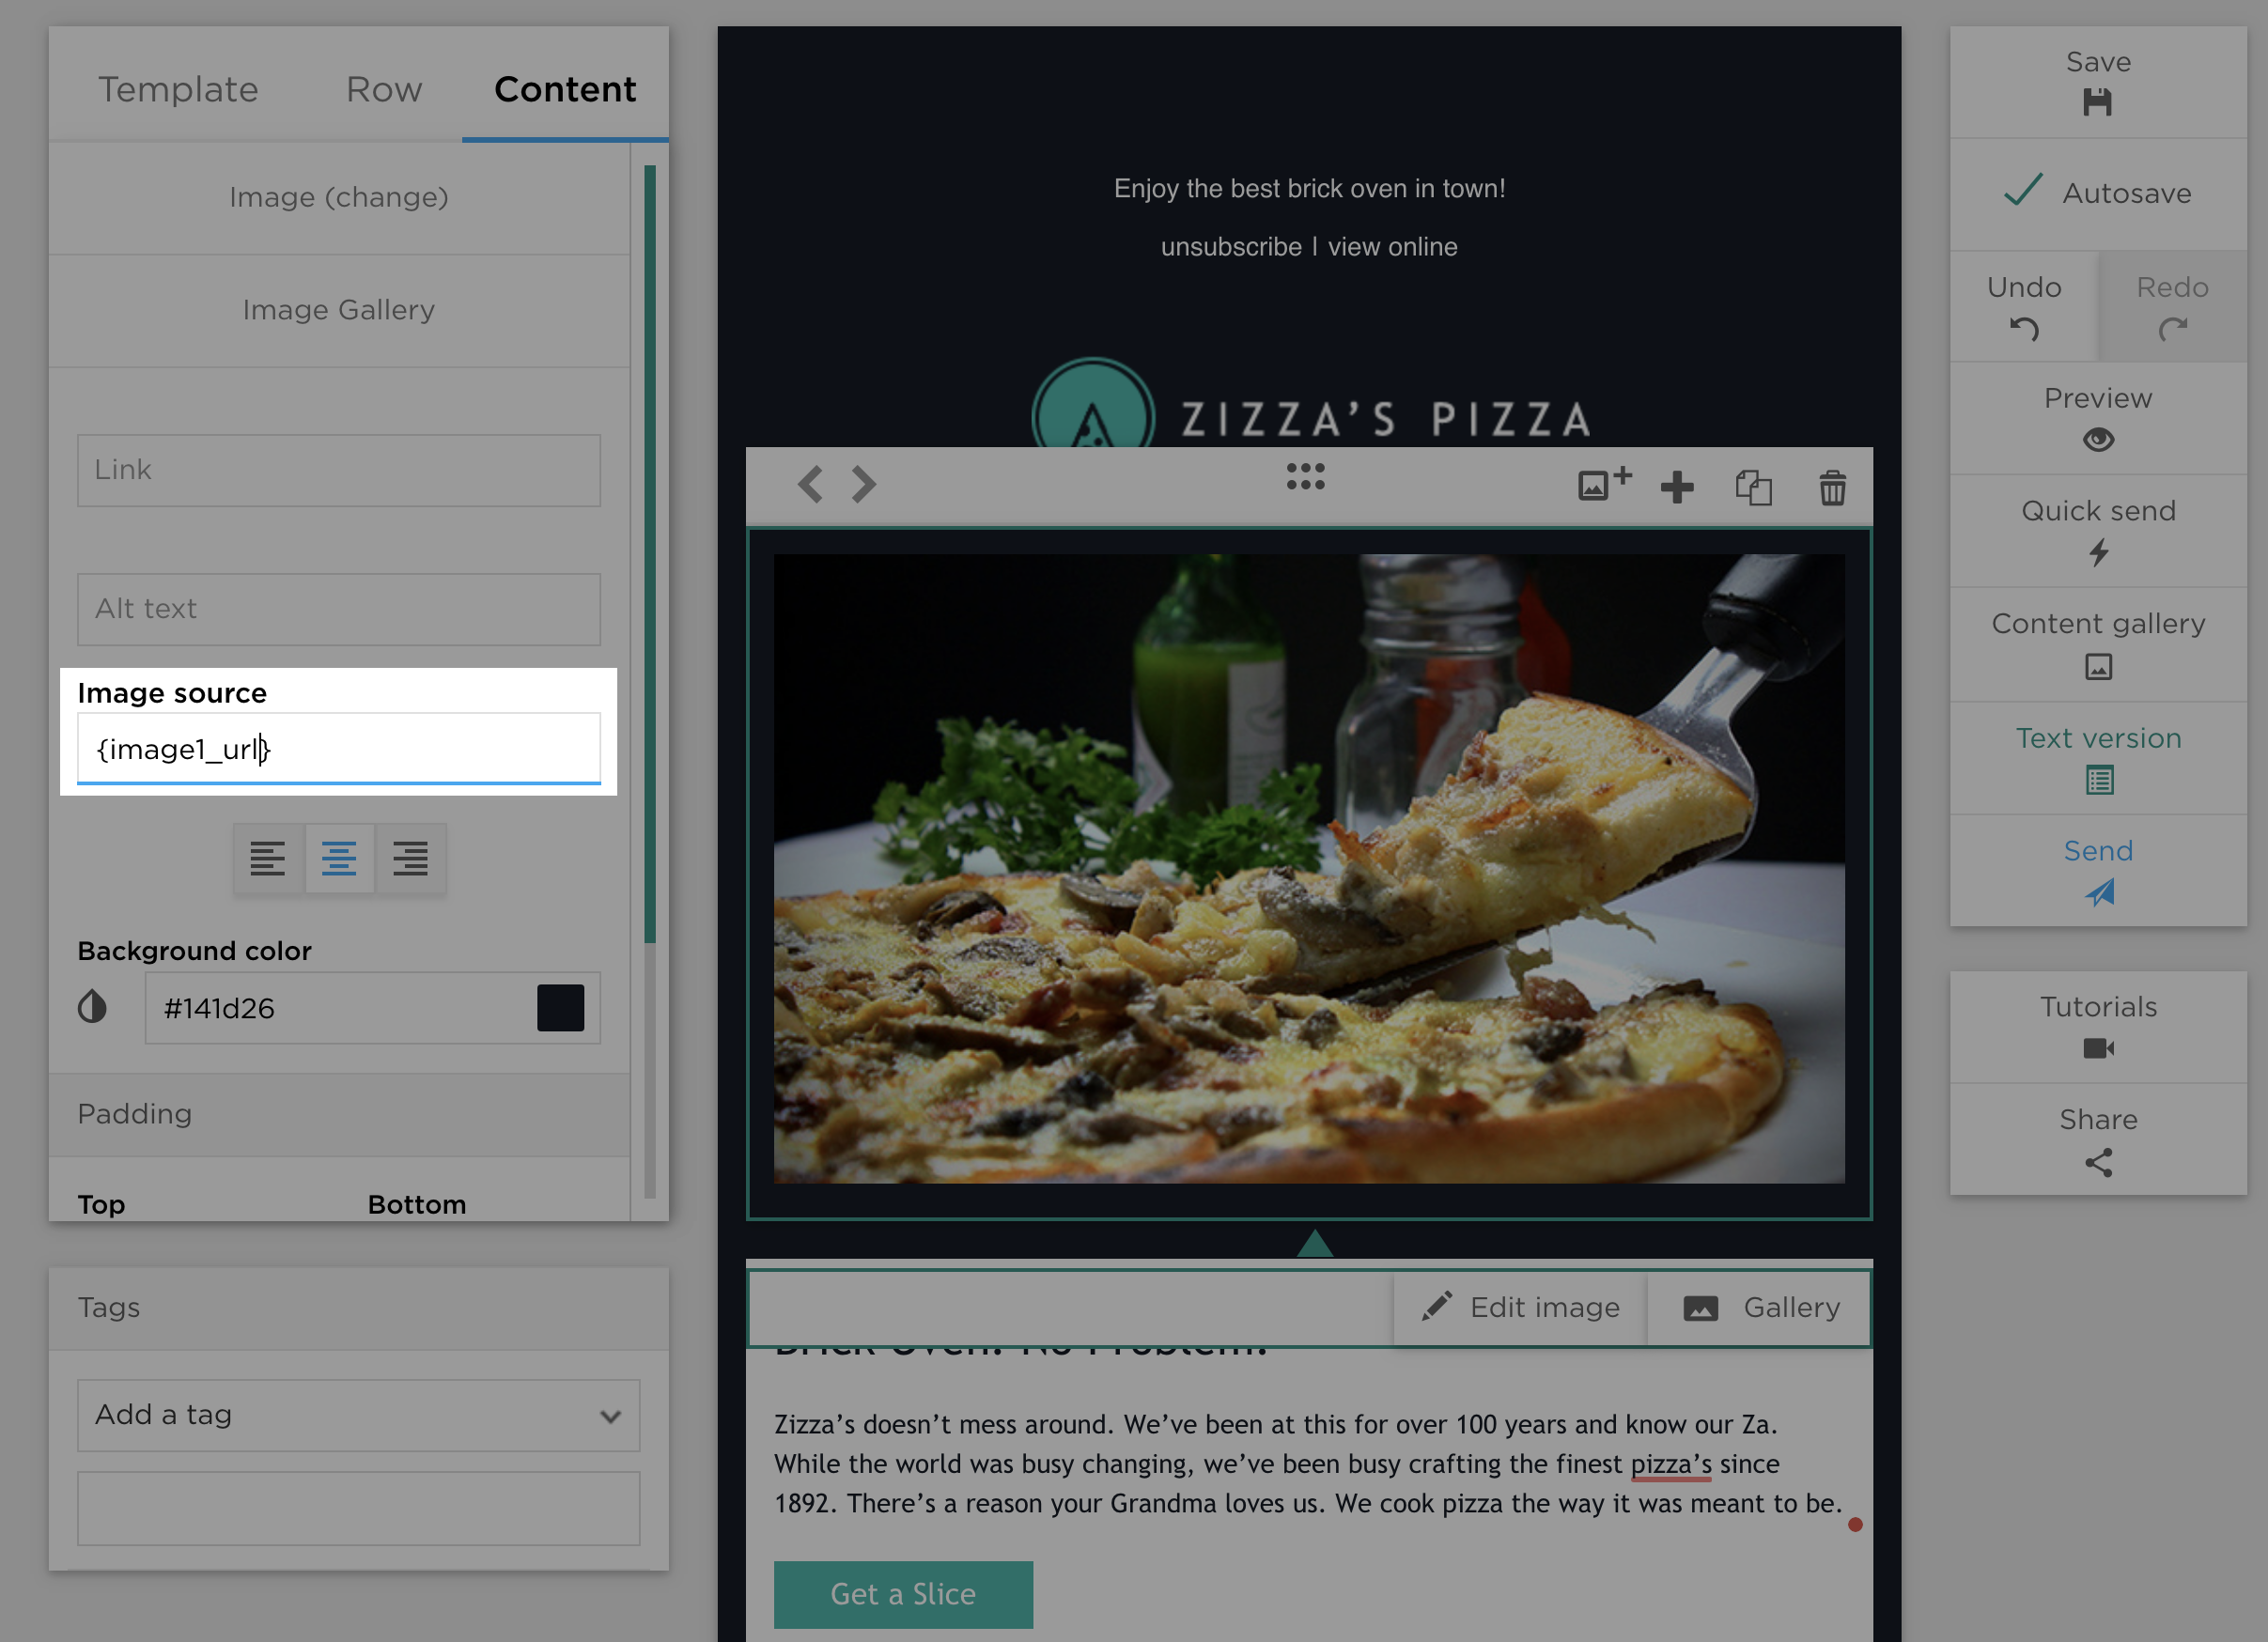 Template
Row
Content
Image (change)
Image Gallery
Link
Alt text
Image source
{image1_url}
Background color
#141d26
Padding
Top
Bottom
Tags
Add a tag
Enjoy the best brick oven in town!
unsubscribe | view online
ZIZZA'S PIZZA
Edit image
Gallery
Brick Oven? No Problem!
Zizza's doesn't mess around. We've been at this for over 100 years and know our Za.
While the world was busy changing, we've been busy crafting the finest pizza's since
1892. There's a reason your Grandma loves us. We cook pizza the way it was meant to be.
Get a Slice
Save
Autosave
Undo
Redo
Preview
Quick send
Content gallery
Text version
Send
Tutorials
Share